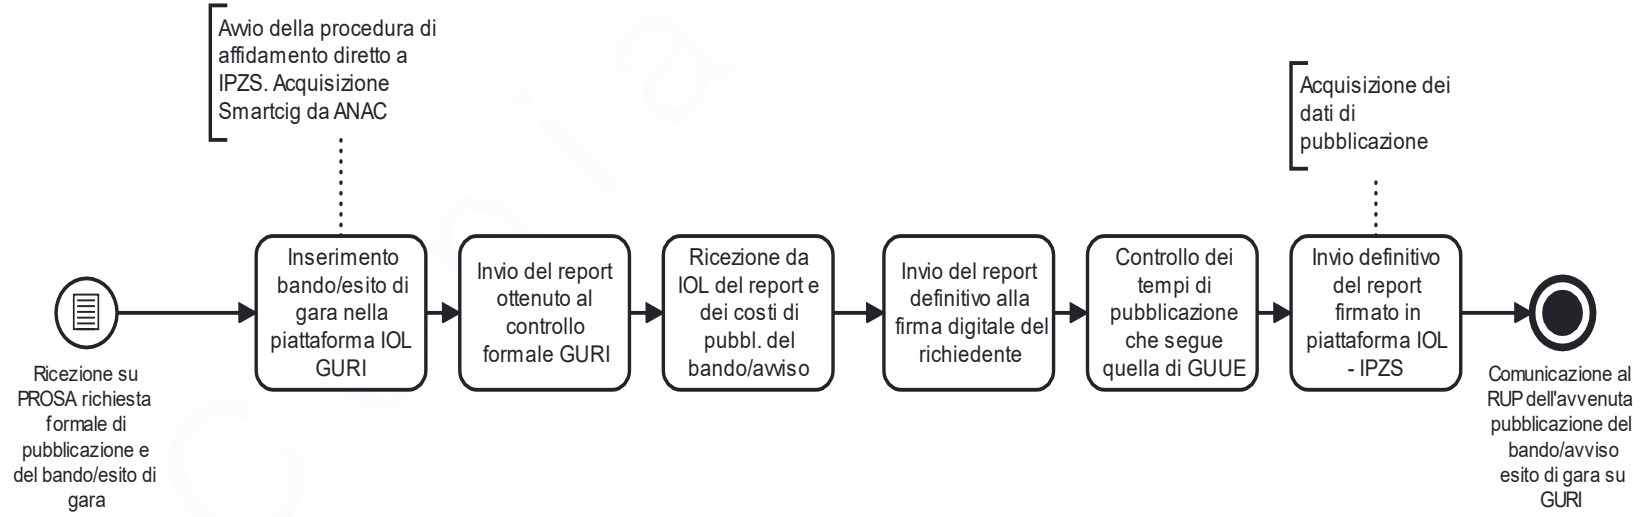 Avvio della procedura di
affidamento diretto a
IPZS. Acquisizione
Smartcig da ANAC
Acquisizione dei
dati di
pubblicazione
Inserimento
bando/esito di
gara nella
piattaforma IOL
GURI
Invio del report
ottenuto al
controllo
formale GURI
Ricezione da
IOL del report e
dei costi di
pubbl. del
bando/avviso
Invio del report
definitivo alla
firma digitale del
richiedente
Controllo dei
tempi di
pubblicazione
che segue
quella di GUUE
Invio definitivo
del report
firmato in
piattaforma IOL
- IPZS
Ricezione su
PROSA richiesta
formale di
pubblicazione e
del bando/esito di
gara
Comunicazione al
RUP dell'avvenuta
pubblicazione del
bando/avviso
esito di gara su
GURI